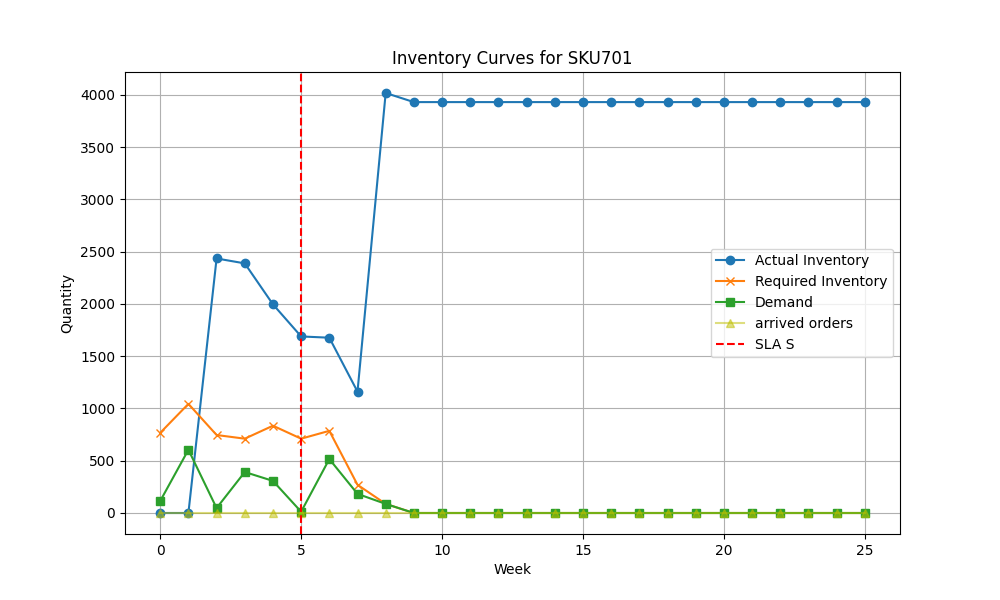 Inventory Curves for SKU701
Quantity
4000
3500
3000
2500
2000
1500
1000
500
0
Actual Inventory
Required Inventory
Demand
arrived orders
SLA S
0 5 10 15 20 25
Week